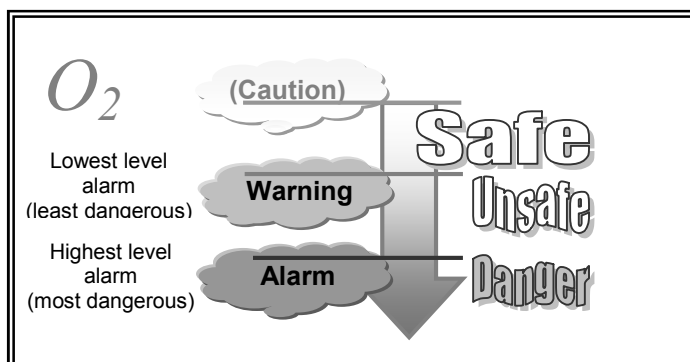 O2
(Caution)
Safe
Lowest level
alarm
(least dangerous)
Warning
Unsafe
Highest level
alarm
(most dangerous)
Alarm
Danger